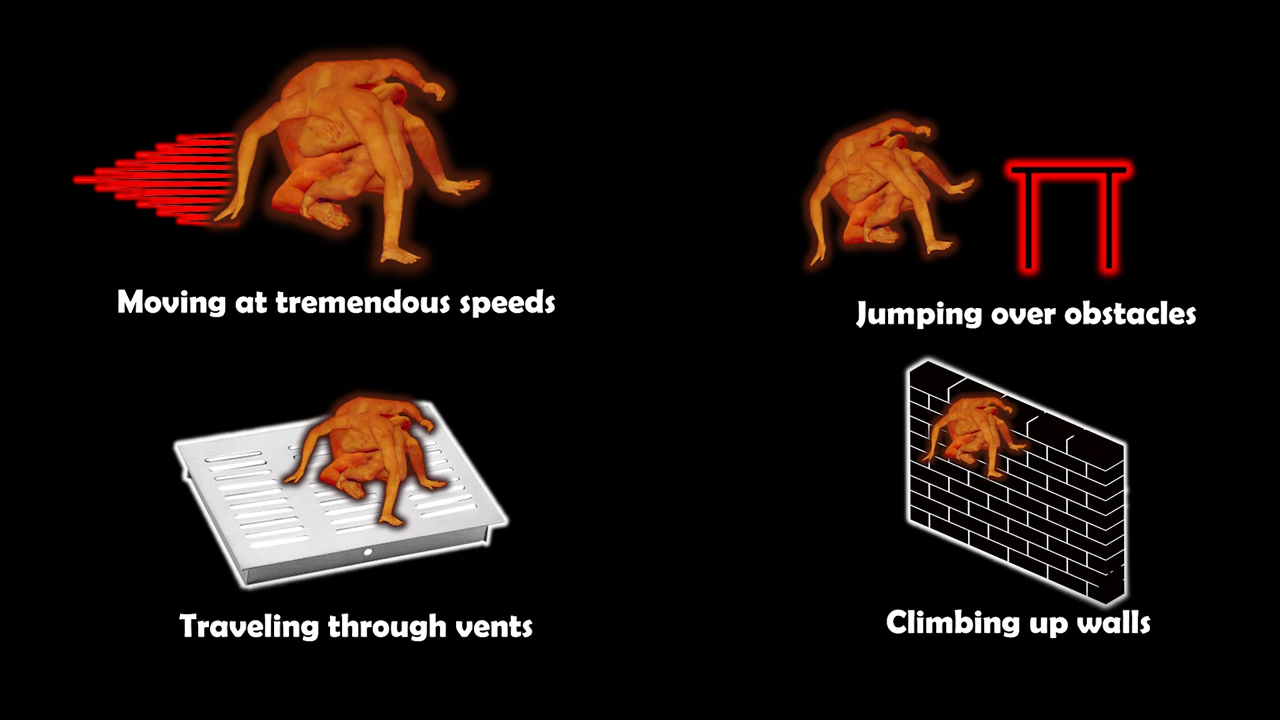 Moving at tremendous speeds
Jumping over obstacles
Traveling through vents
Climbing up walls